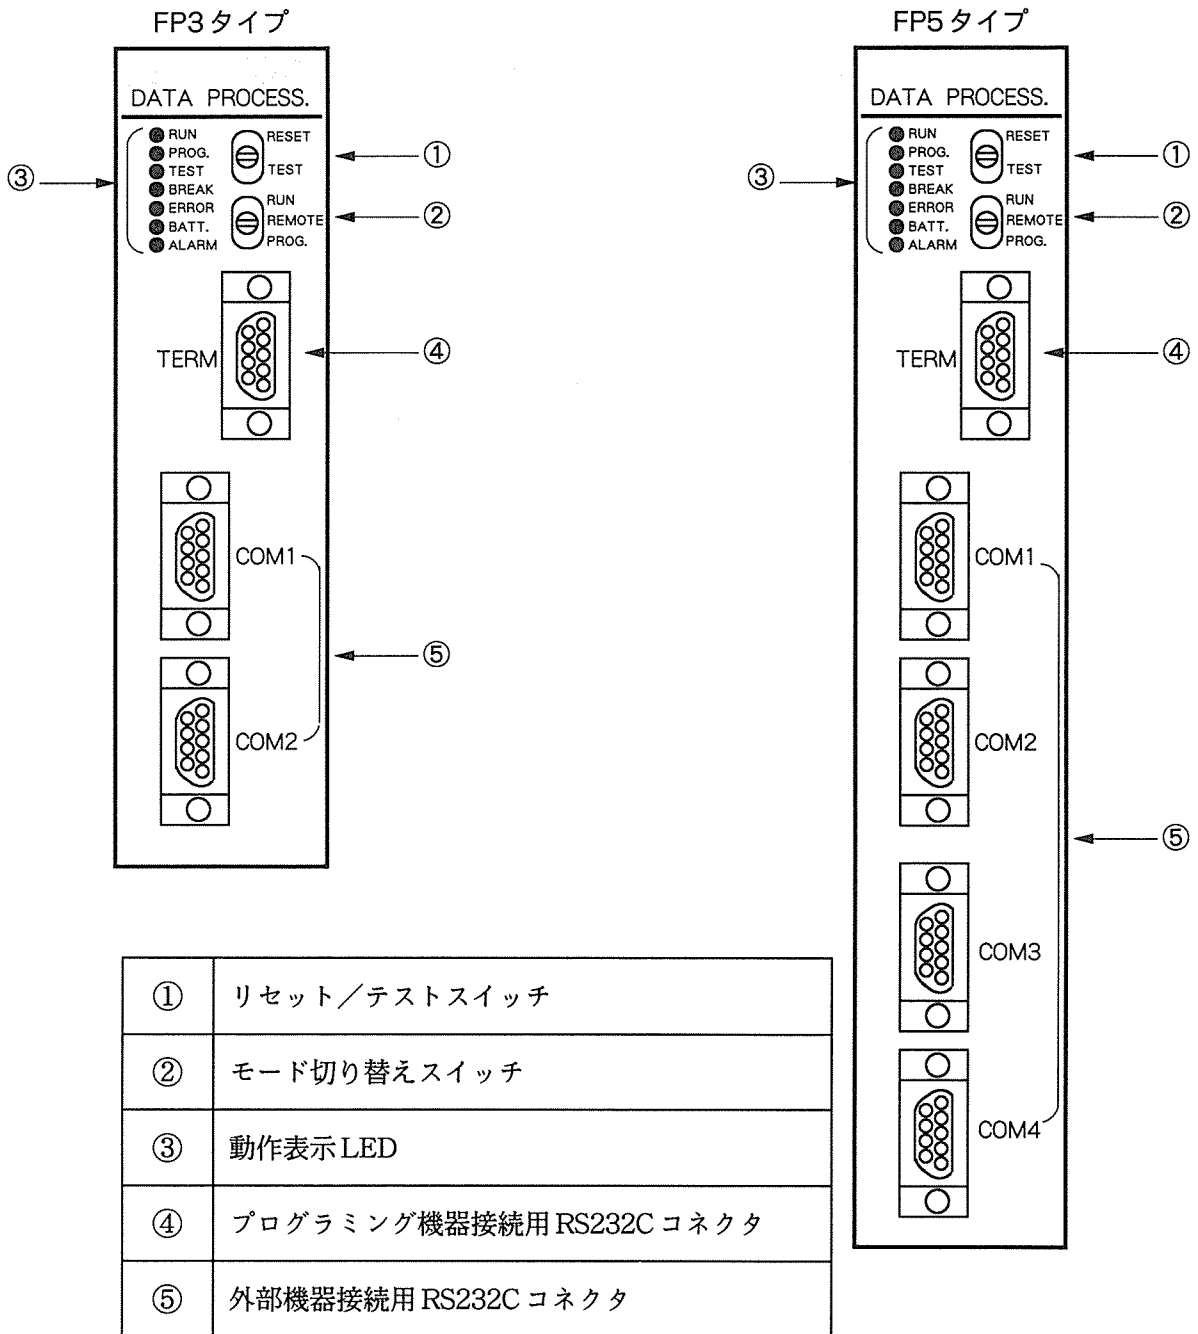 FP3タイプ
DATA PROCESS.
RUN
PROG.
TEST
BREAK
ERROR
BATT.
ALARM
RESET
TEST
RUN
REMOTE
PROG.
①
②
③
TERM
④
COM1
⑤
COM2
FP5タイプ
DATA PROCESS.
RUN
PROG.
TEST
BREAK
ERROR
BATT.
ALARM
RESET
TEST
RUN
REMOTE
PROG.
①
②
③
TERM
④
COM1
COM2
⑤
COM3
COM4
① リセット／テストスイッチ
② モード切り替えスイッチ
③ 動作表示LED
④ プログラミング機器接続用RS232Cコネクタ
⑤ 外部機器接続用RS232Cコネクタ